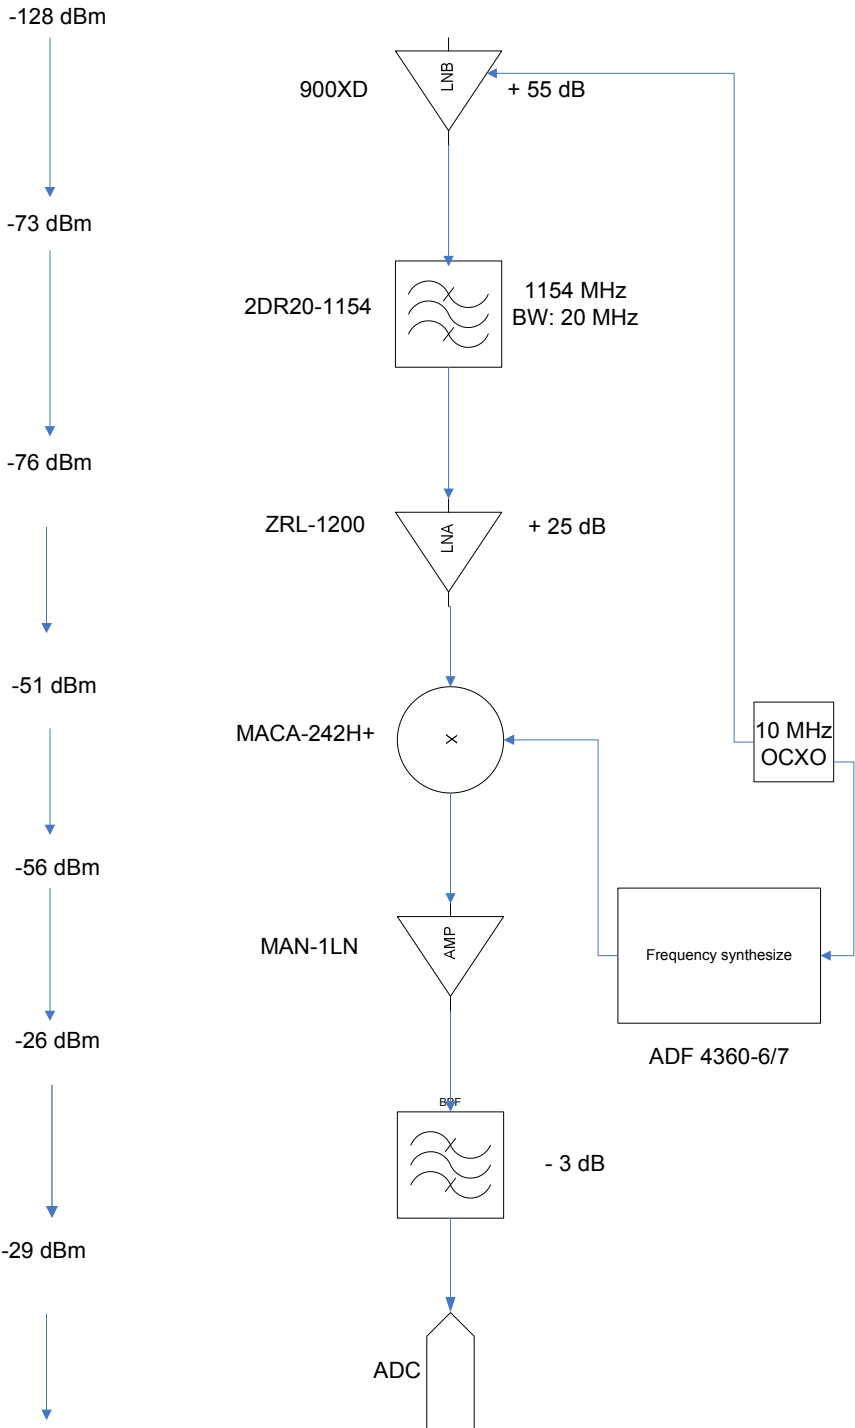 -128 dBm
LNB
900XD
+ 55 dB
-73 dBm
2DR20-1154
1154 MHz
BW: 20 MHz
-76 dBm
ZRL-1200
LNA
+ 25 dB
-51 dBm
MACA-242H+
X
10 MHz
OCXO
-56 dBm
MAN-1LN
AMP
Frequency synthesize
-26 dBm
ADF 4360-6/7
BPF
- 3 dB
-29 dBm
ADC